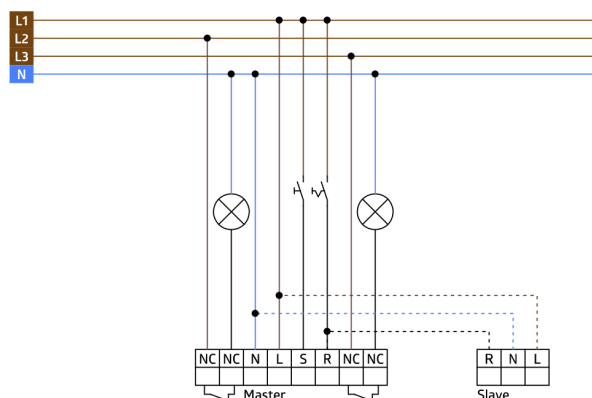 L1
L2
L3
N
NC NC N L S R NC NC
R N L
Master
Slave